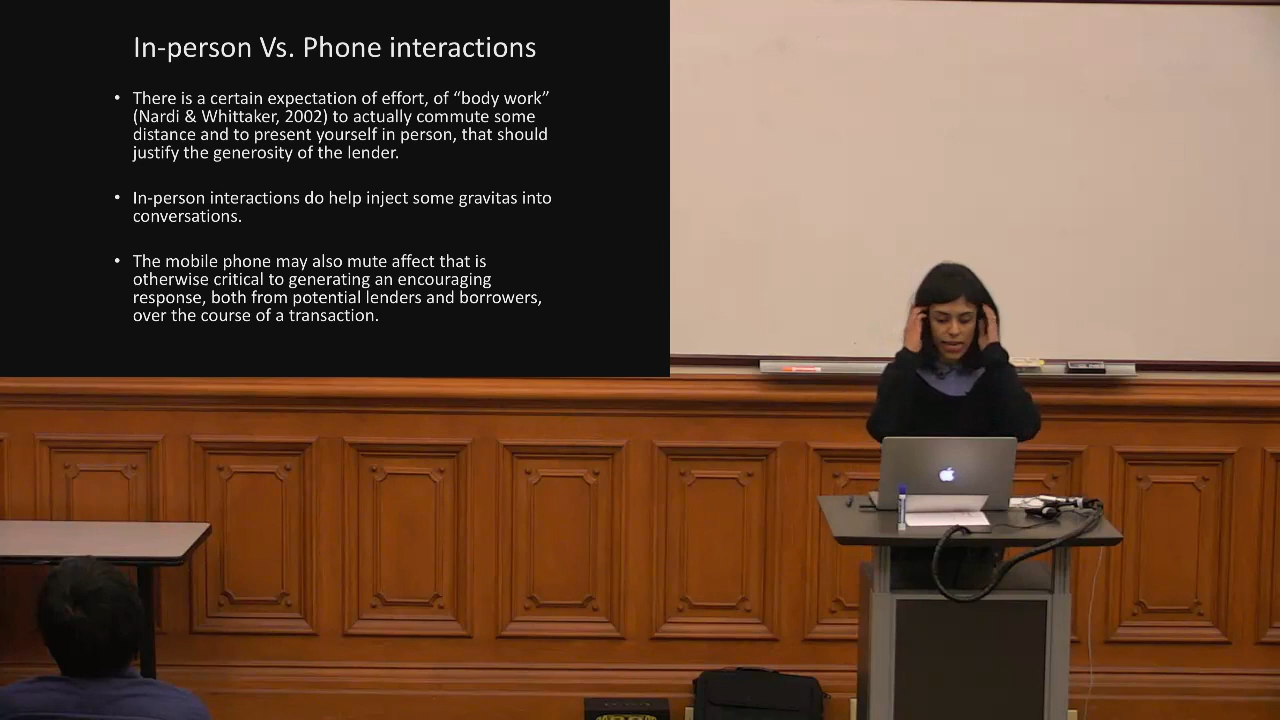 In-person Vs. Phone interactions
• There is a certain expectation of effort, of “body work”
(Nardi & Whittaker, 2002) to actually commute some
distance and to present yourself in person, that should
justify the generosity of the lender.
• In-person interactions do help inject some gravitas into
conversations.
• The mobile phone may also mute affect that is
otherwise critical to generating an encouraging
response, both from potential lenders and borrowers,
over the course of a transaction.